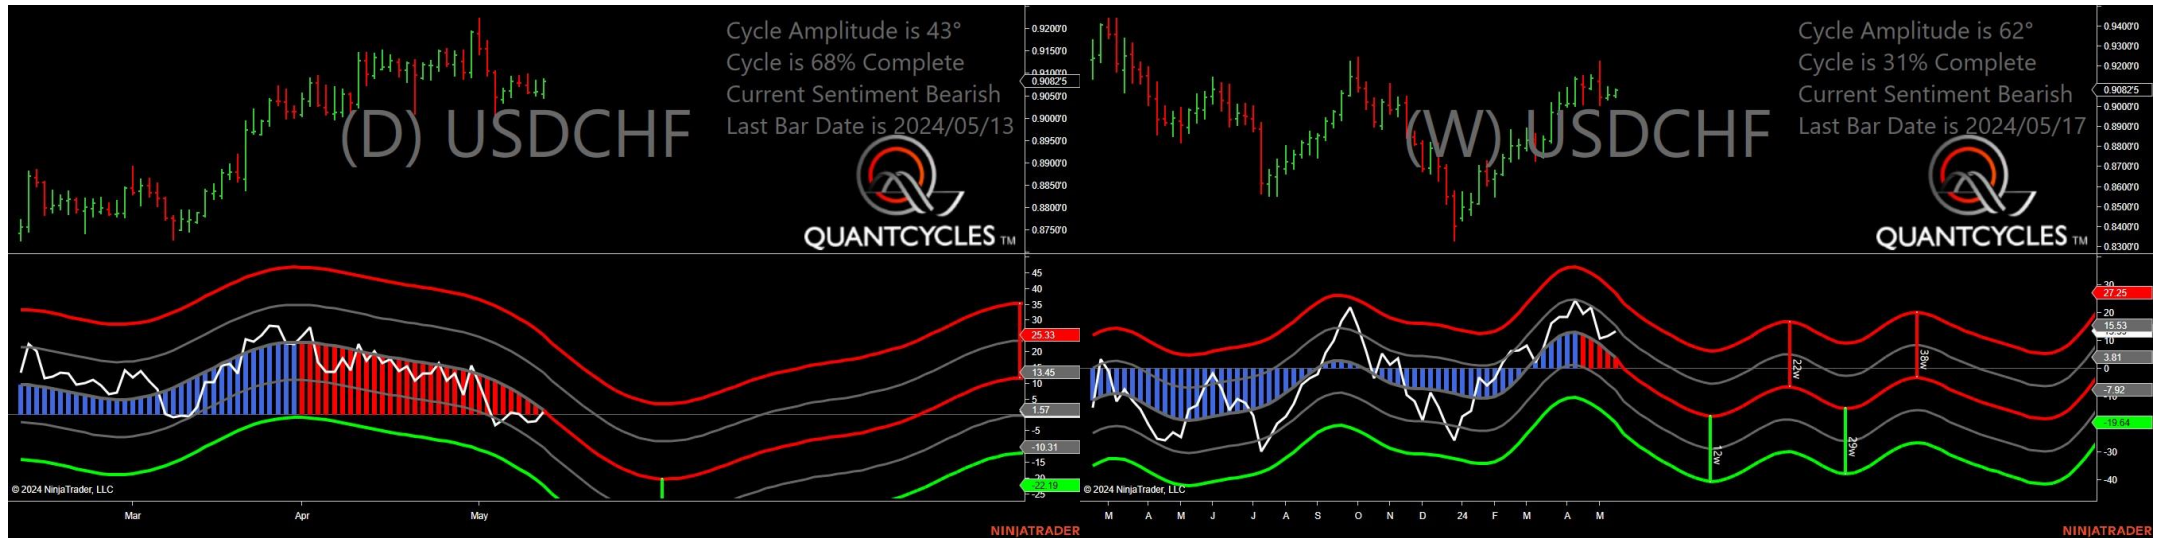 Cycle Amplitude is 43°
Cycle is 68% Complete
Current Sentiment Bearish
Last Bar Date is 2024/05/13
(D) USDCHF
QUANTCYCLES TM
0.9200'0
0.9150'0
0.9100'0
0.9082'5
0.9050'0
0.9000'0
0.8950'0
0.8900'0
0.8850'0
0.8800'0
0.8750'0
45
40
35
30
25.33
20
13.45
10
5
1.57
-5
-10.31
-15
-22.19
-25
© 2024 NinjaTrader, LLC
Mar Apr May
NINJATRADER
Cycle Amplitude is 62°
Cycle is 31% Complete
Current Sentiment Bearish
Last Bar Date is 2024/05/17
(W) USDCHF
QUANTCYCLES TM
0.9400'0
0.9300'0
0.9200'0
0.9082'5
0.9000'0
0.8900'0
0.8800'0
0.8700'0
0.8600'0
0.8500'0
0.8400'0
0.8300'0
30
27.25
20
15.53
10
3.81
0
-7.92
-10
-19.64
-30
-40
12w
22w
29w
38w
© 2024 NinjaTrader, LLC
M A M J J A S O N D 24 F M A M
NINJATRADER